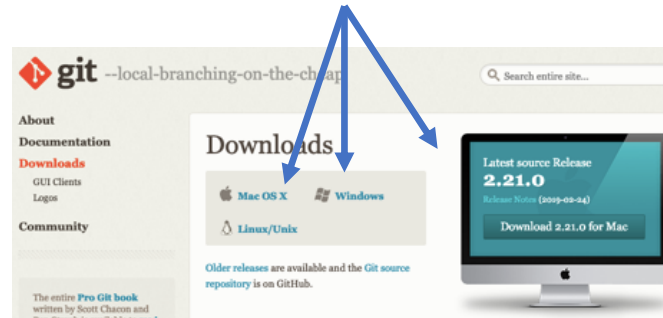 git --local-branching-on-the-cheap
Search entire site...
About
Documentation
Downloads
GUI Clients
Logos
Community
The entire Pro Git book
written by Scott Chacon and
Downloads
Mac OS X
Windows
Linux/Unix
Older releases are available and the Git source
repository is on GitHub.
Latest source Release
2.21.0
Release Notes (2019-02-24)
Download 2.21.0 for Mac